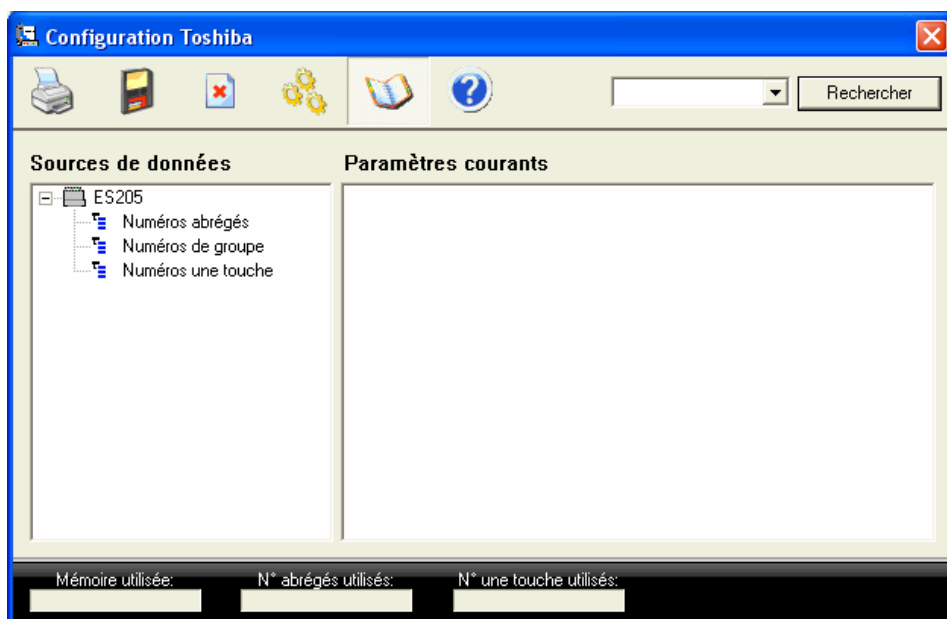 Configuration Toshiba
Rechercher
Sources de données
Paramètres courants
ES205
Numéros abrégés
Numéros de groupe
Numéros une touche
Mémoire utilisée:
N° abrégés utilisés:
N° une touche utilisés: